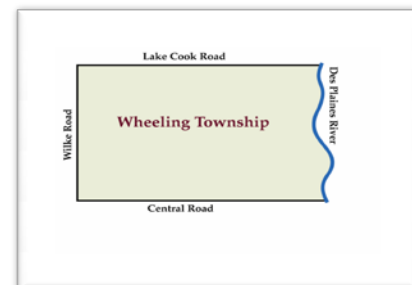 Lake Cook Road
Wilke Road
Wheeling Township
Des Plaines River
Central Road